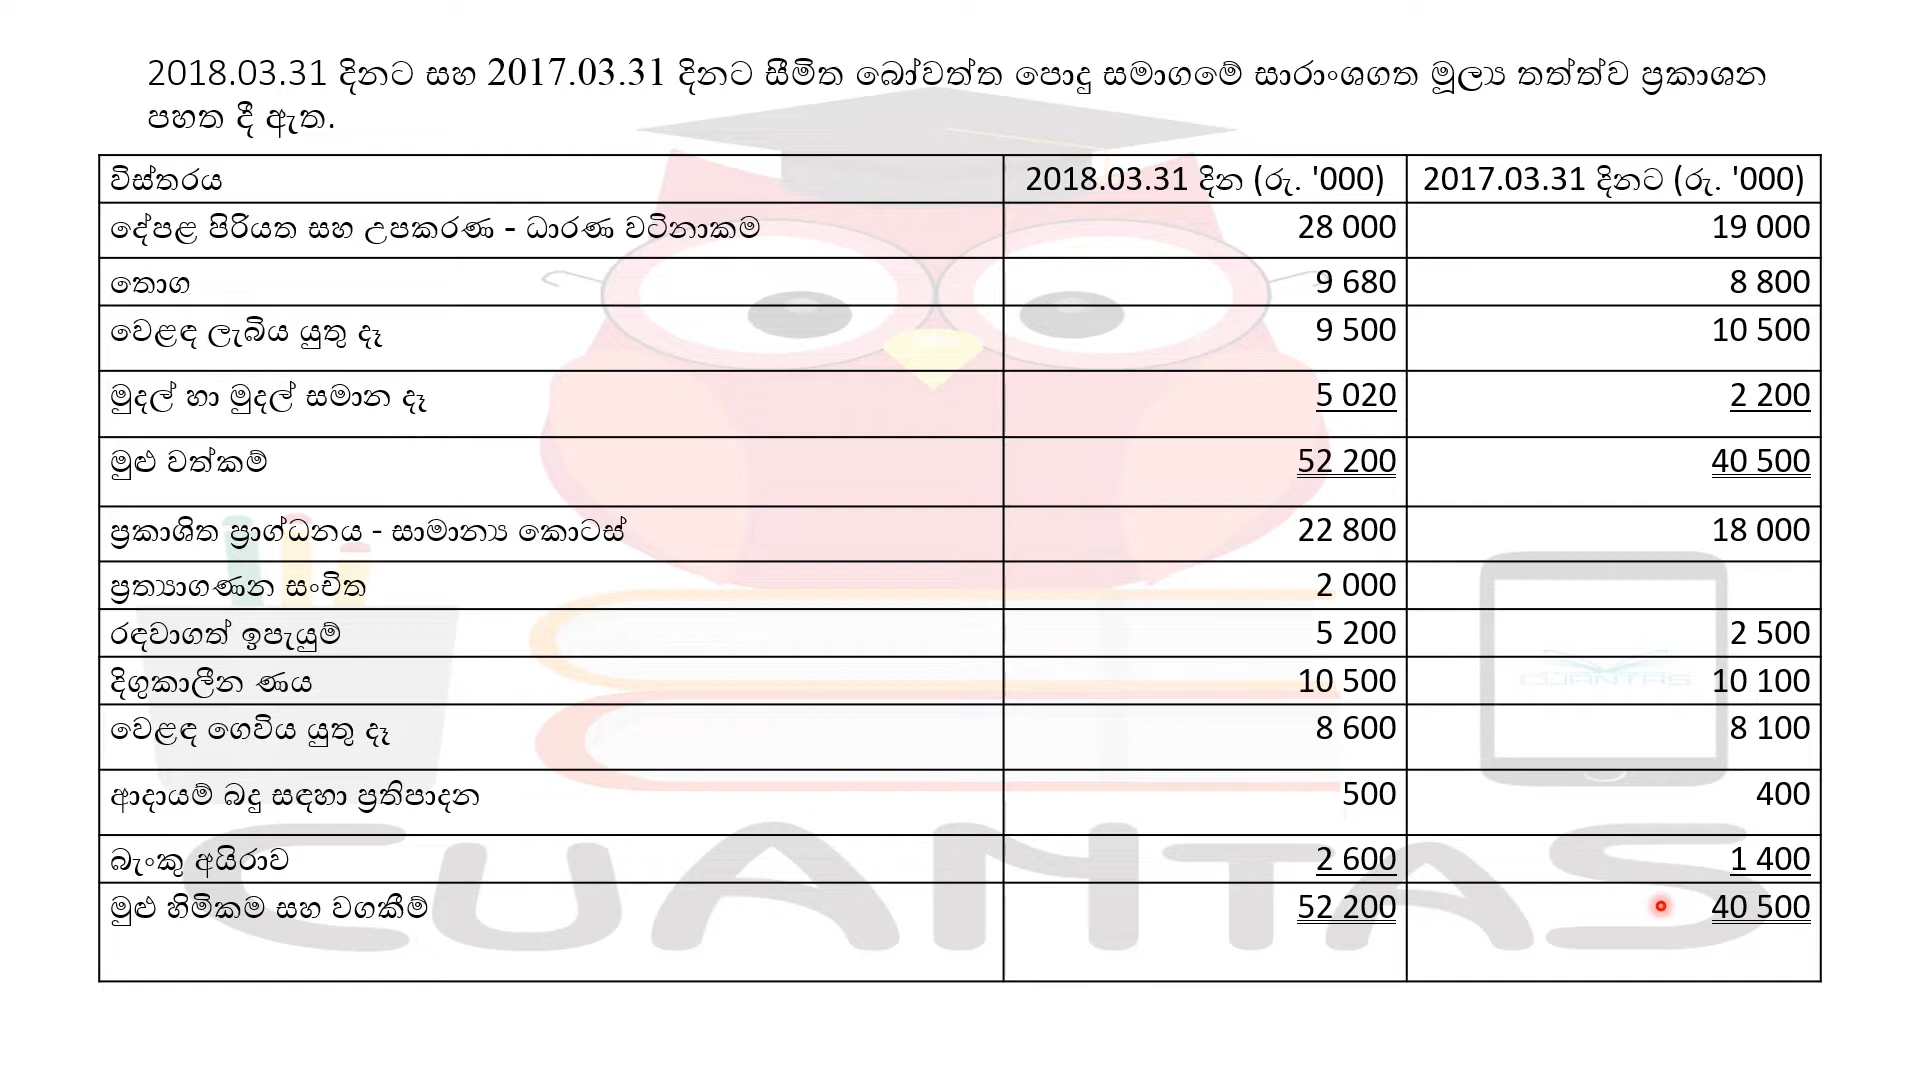 2018.03.31 දිනට සහ 2017.03.31 දිනට සීමිත බෝවත්ත පොදු සමාගමේ සාරාංශගත මූල්‍ය තත්ත්ව ප්‍රකාශන
පහත දී ඇත.
විස්තරය 2018.03.31 දින (රු. '000) 2017.03.31 දිනට (රු. '000)
දේපළ පිරියත සහ උපකරණ - ධාරණ වටිනාකම 28 000 19 000
තොග 9 680 8 800
වෙළඳ ලැබිය යුතු දෑ 9 500 10 500
මුදල් හා මුදල් සමාන දෑ 5 020 2 200
මුළු වත්කම් 52 200 40 500
ප්‍රකාශිත ප්‍රාග්ධනය - සාමාන්‍ය කොටස් 22 800 18 000
ප්‍රත්‍යාගණන සංචිත 2 000
රඳවාගත් ඉපැයුම් 5 200 2 500
දිගුකාලීන ණය 10 500 10 100
වෙළඳ ගෙවිය යුතු දෑ 8 600 8 100
ආදායම් බදු සඳහා ප්‍රතිපාදන 500 400
බැංකු අයිරාව 2 600 1 400
මුළු හිමිකම සහ වගකීම් 52 200 40 500
CUANTAS
CUANTAS